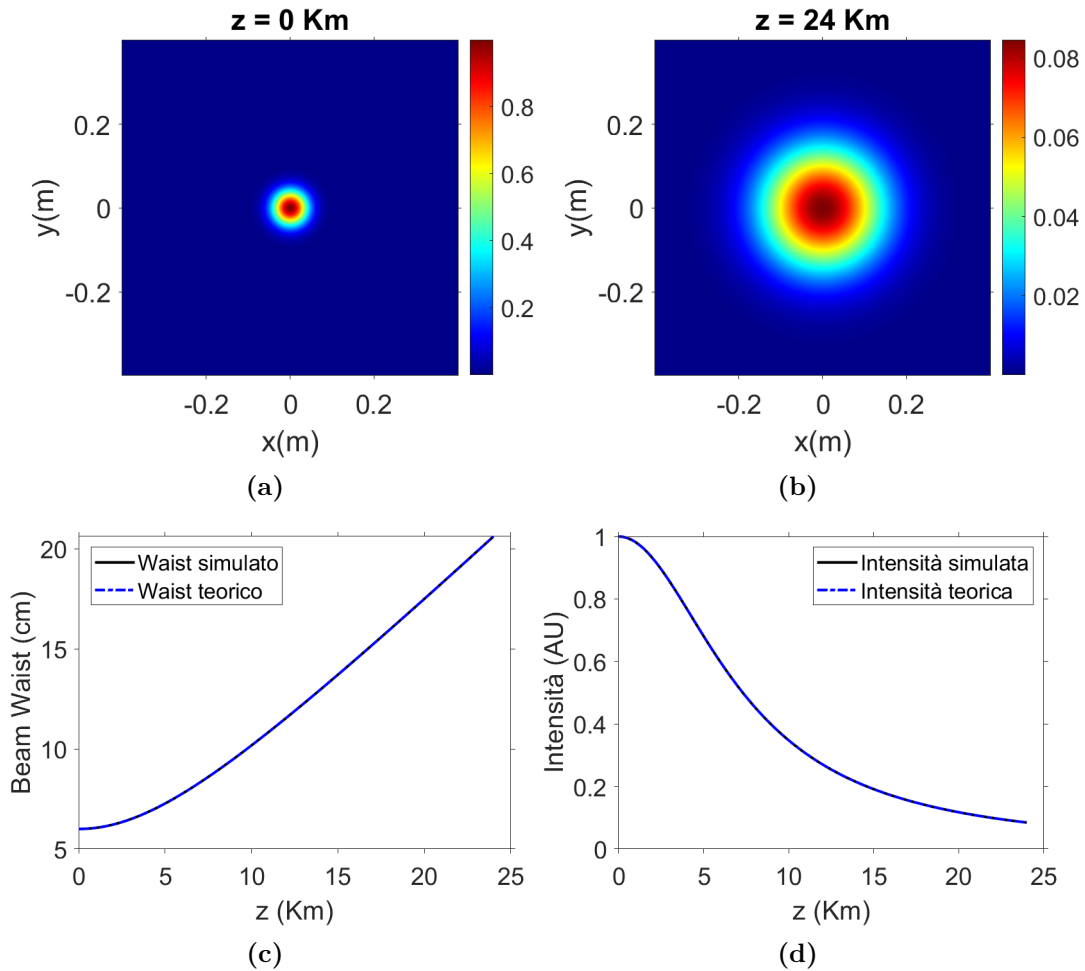 z = 0 Km
0.2
0
-0.2
y(m)
-0.2 0 0.2
x(m)
0.8
0.6
0.4
0.2
(a)
z = 24 Km
0.2
0
-0.2
y(m)
-0.2 0 0.2
x(m)
0.08
0.06
0.04
0.02
(b)
20
15
10
5
Beam Waist (cm)
Waist simulato
Waist teorico
0 5 10 15 20 25
z (Km)
(c)
1
0.8
0.6
0.4
0.2
0
Intensità (AU)
Intensità simulata
Intensità teorica
0 5 10 15 20 25
z (Km)
(d)